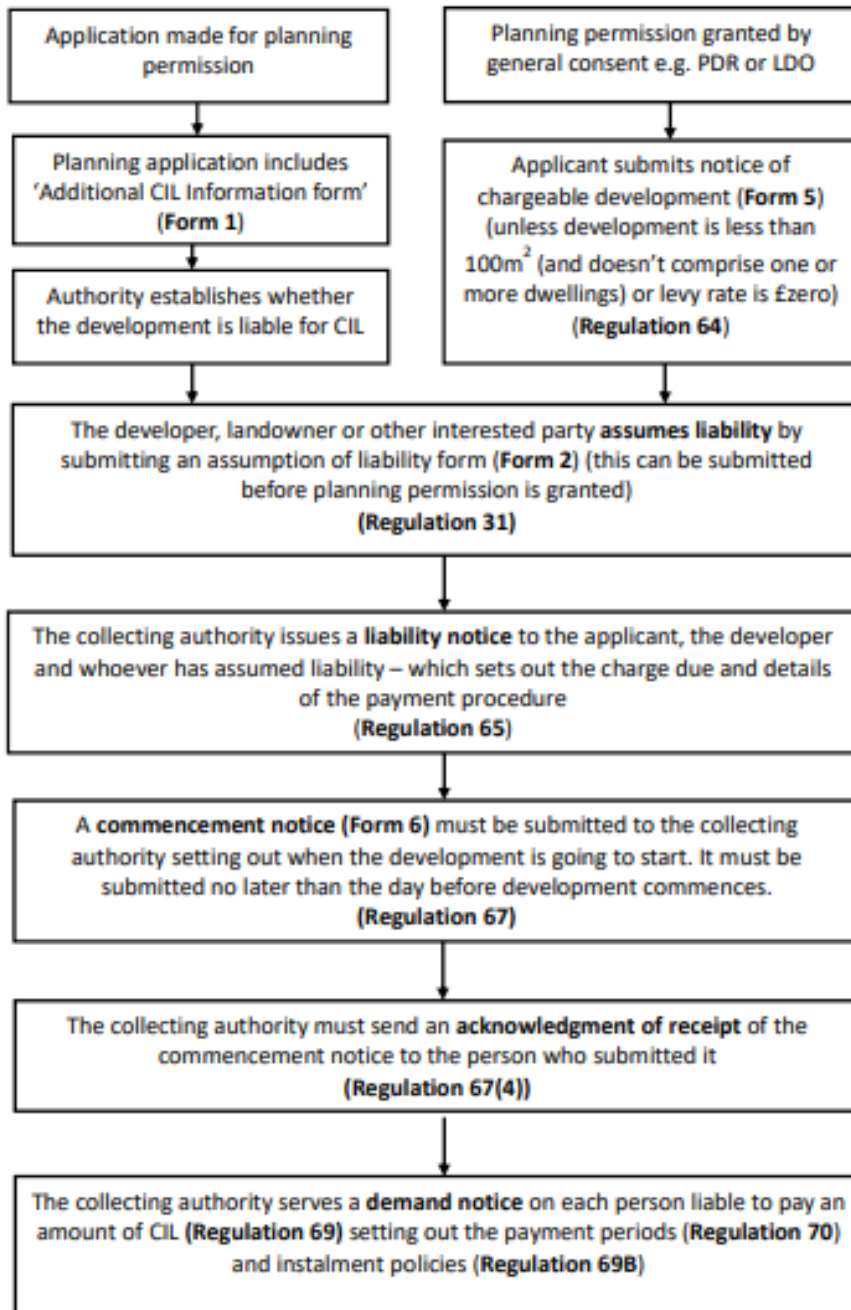 Application made for planning
permission
Planning permission granted by
general consent e.g. PDR or LDO
Planning application includes
‘Additional CIL Information form’
(Form 1)
Applicant submits notice of
chargeable development (Form 5)
(unless development is less than
100m² (and doesn’t comprise one or
more dwellings) or levy rate is £zero)
(Regulation 64)
Authority establishes whether
the development is liable for CIL
The developer, landowner or other interested party assumes liability by
submitting an assumption of liability form (Form 2) (this can be submitted
before planning permission is granted)
(Regulation 31)
The collecting authority issues a liability notice to the applicant, the developer
and whoever has assumed liability – which sets out the charge due and details
of the payment procedure
(Regulation 65)
A commencement notice (Form 6) must be submitted to the collecting
authority setting out when the development is going to start. It must be
submitted no later than the day before development commences.
(Regulation 67)
The collecting authority must send an acknowledgment of receipt of the
commencement notice to the person who submitted it
(Regulation 67(4))
The collecting authority serves a demand notice on each person liable to pay an
amount of CIL (Regulation 69) setting out the payment periods (Regulation 70)
and instalment policies (Regulation 69B)